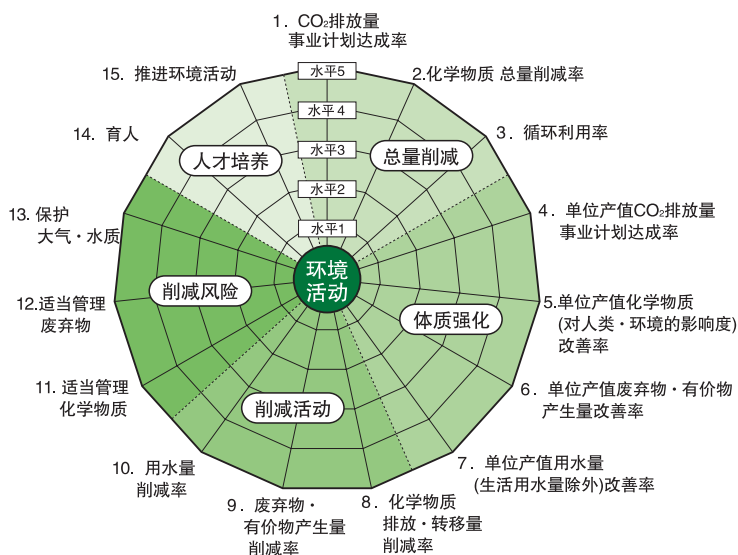 1. CO₂排放量
事业计划达成率
2.化学物质 总量削减率
3. 循环利用率
4. 单位产值CO₂排放量
事业计划达成率
5.单位产值化学物质
(对人类・环境的影响度)
改善率
6. 单位产值废弃物・有价物
产生量改善率
7. 单位产值用水量
(生活用水量除外)改善率
8. 化学物质
排放・转移量
削减率
9. 废弃物・
有价物产生量
削减率
10. 用水量
削减率
11. 适当管理
化学物质
12.适当管理
废弃物
13. 保护
大气・水质
14. 育人
15. 推进环境活动
水平5
水平4
水平3
水平2
水平1
人才培养
总量削减
削减风险
体质强化
削减活动
环境
活动